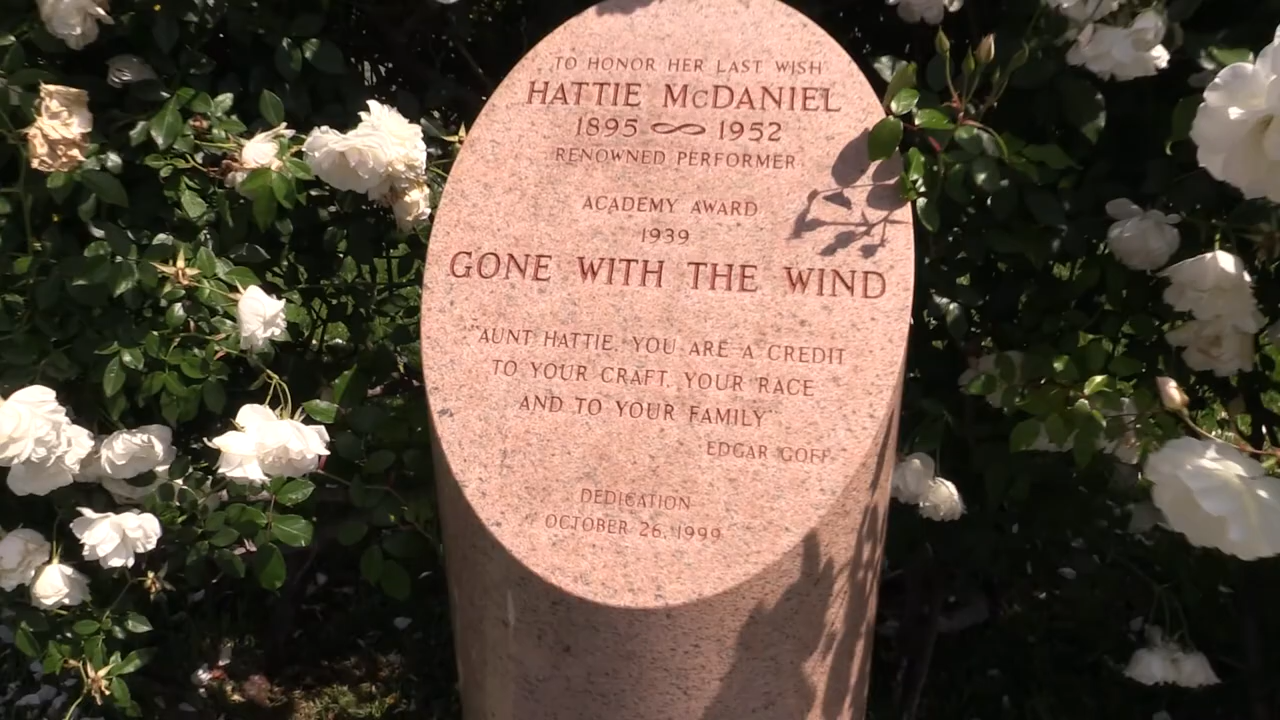 TO HONOR HER LAST WISH
HATTIE McDANIEL
1895 ∞ 1952
RENOWNED PERFORMER
ACADEMY AWARD
1939
GONE WITH THE WIND
"AUNT HATTIE, YOU ARE A CREDIT
TO YOUR CRAFT, YOUR RACE
AND TO YOUR FAMILY"
EDGAR GOFF
DEDICATION
OCTOBER 26, 1999